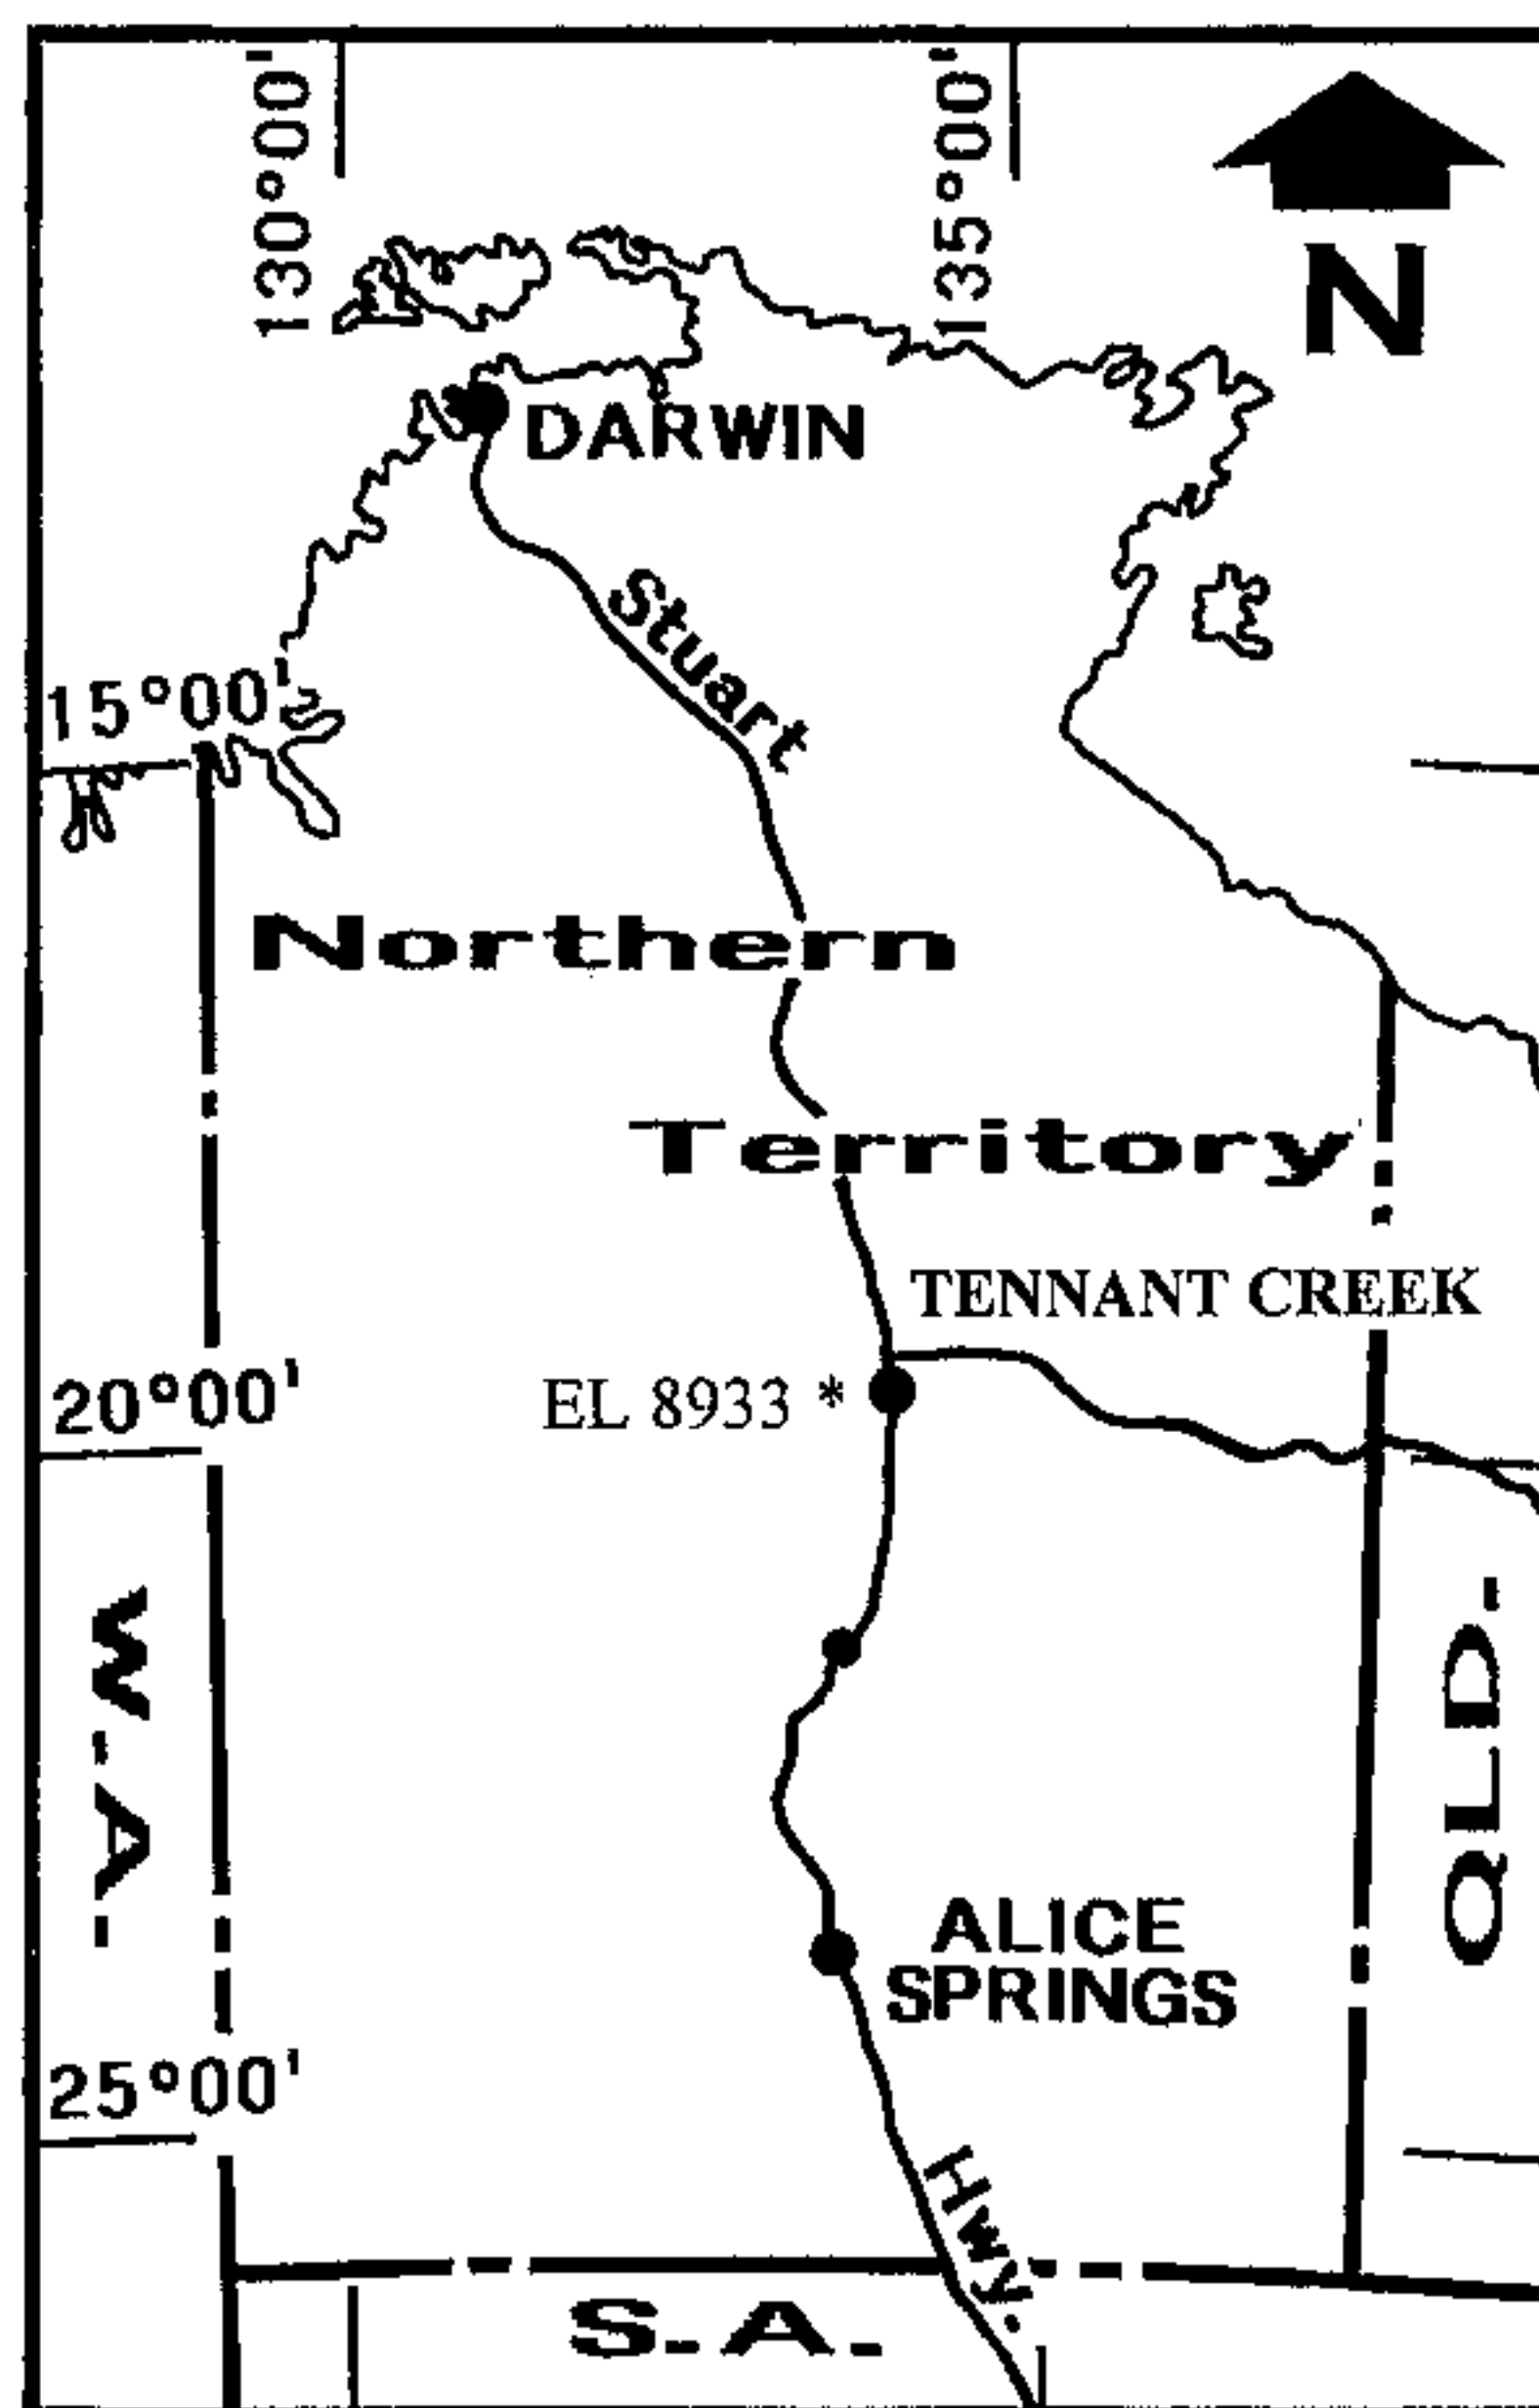 130°00'
135°00'
N
DARWIN
Stuart
15°00'
Northern
Territory
TENNANT CREEK
EL 8933 *
20°00'
W.A.
QLD.
ALICE
SPRINGS
25°00'
Hwy.
S.A.